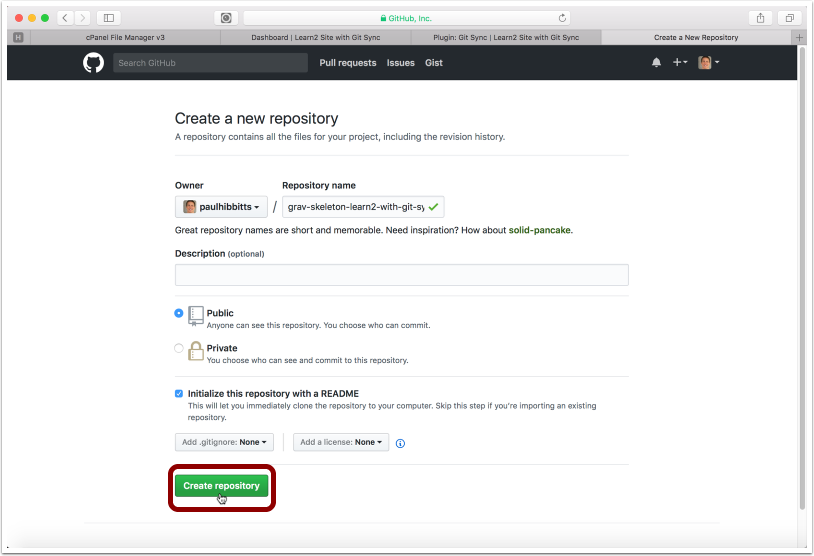 GitHub, Inc.
H
cPanel File Manager v3
Dashboard | Learn2 Site with Git Sync
Plugin: Git Sync | Learn2 Site with Git Sync
Create a New Repository
Search GitHub
Pull requests Issues Gist
Create a new repository
A repository contains all the files for your project, including the revision history.
Owner
Repository name
paulhibbitts
/
grav-skeleton-learn2-with-git-sy
Great repository names are short and memorable. Need inspiration? How about solid-pancake.
Description (optional)
Public
Anyone can see this repository. You choose who can commit.
Private
You choose who can see and commit to this repository.
Initialize this repository with a README
This will let you immediately clone the repository to your computer. Skip this step if you're importing an existing
repository.
Add .gitignore: None
Add a license: None
Create repository